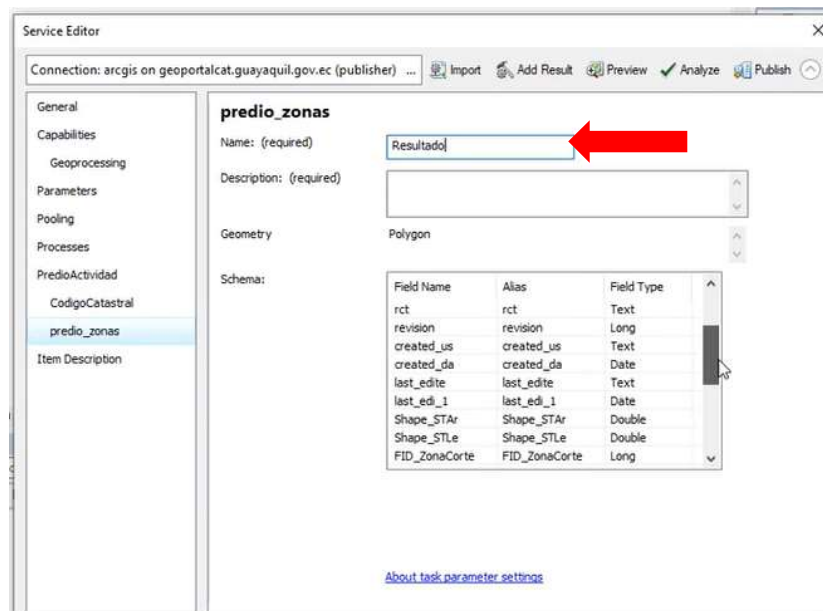 Service Editor
Connection: arcgis on geoportalcat.guayaquil.gov.ec (publisher) ... Import Add Result Preview Analyze Publish
General
Capabilities
Geoprocessing
Parameters
Pooling
Processes
PredioActividad
CodigoCatastral
predio_zonas
Item Description
predio_zonas
Name: (required) Resultado
Description: (required)
Geometry Polygon
Schema:
Field Name Alias Field Type
rct rct Text
revision revision Long
created_us created_us Text
created_da created_da Date
last_edite last_edite Text
last_edi_1 last_edi_1 Date
Shape_STAr Shape_STAr Double
Shape_STLe Shape_STLe Double
FID_ZonaCorte FID_ZonaCorte Long
About task parameter settings